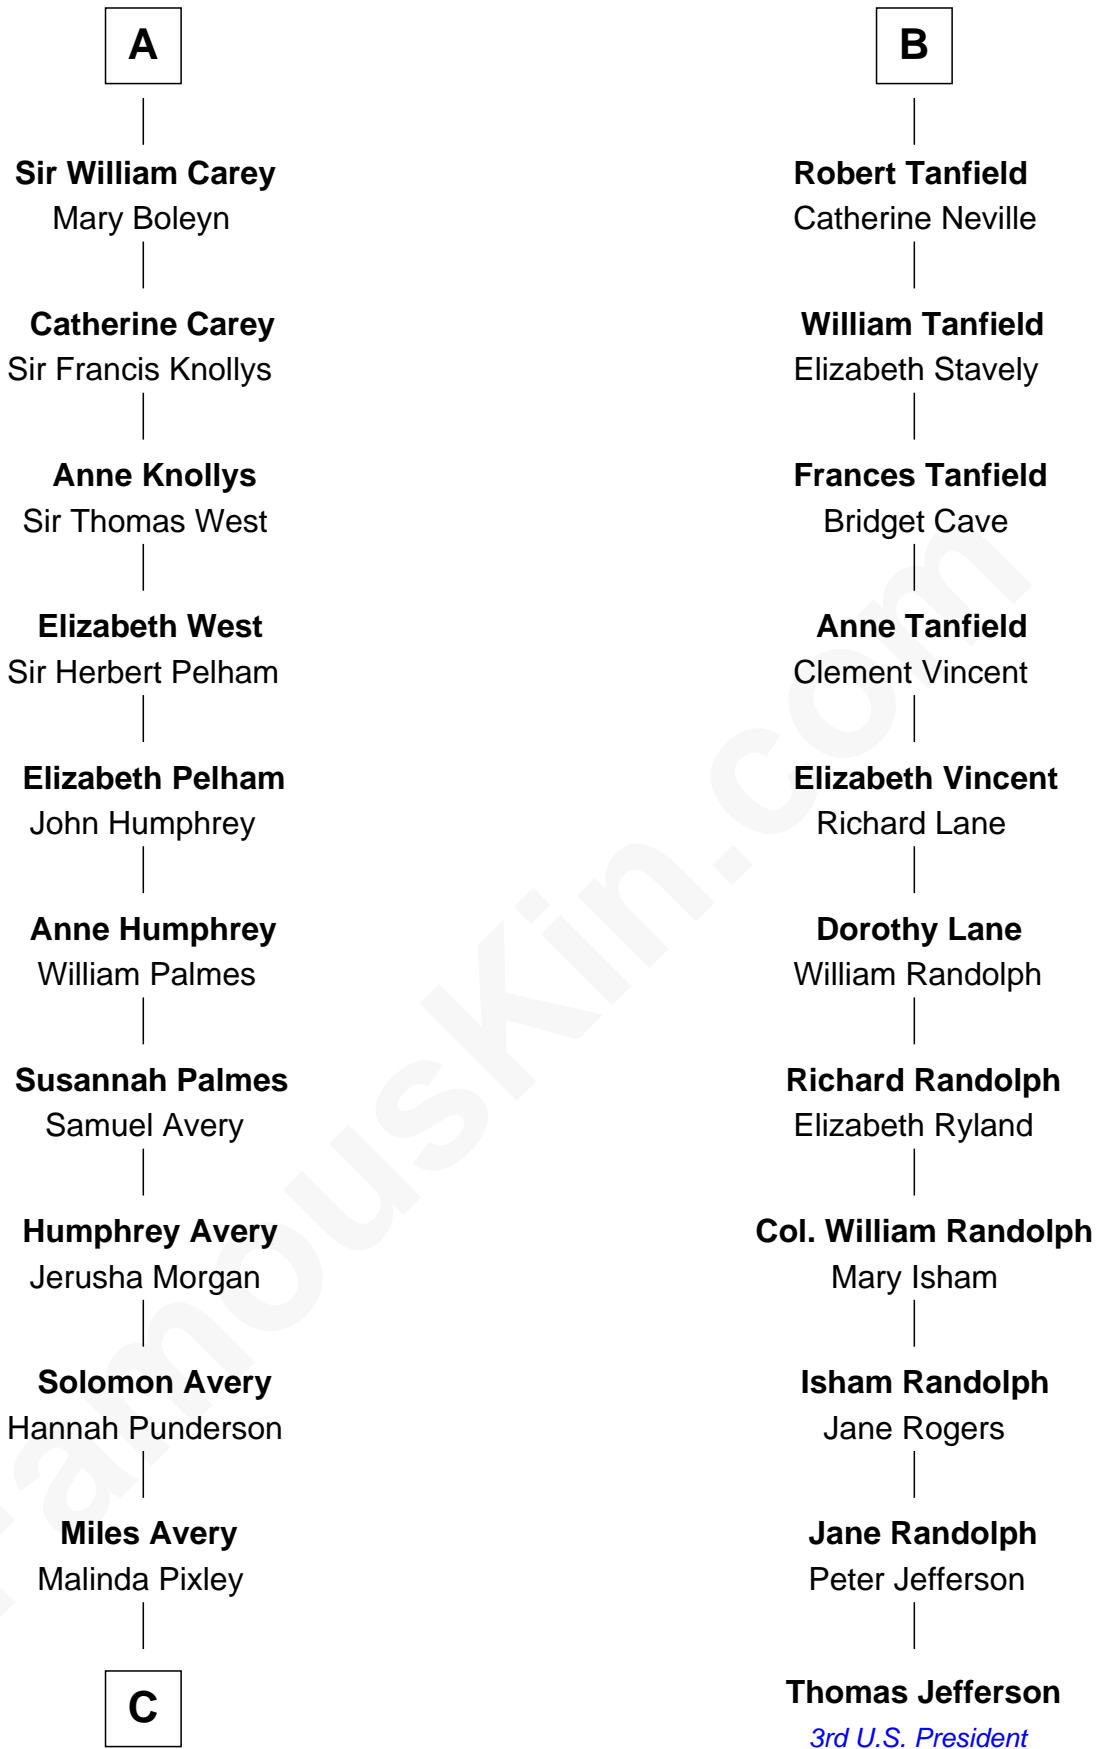 A
Sir William Carey
Mary Boleyn
Catherine Carey
Sir Francis Knollys
Anne Knollys
Sir Thomas West
Elizabeth West
Sir Herbert Pelham
Elizabeth Pelham
John Humphrey
Anne Humphrey
William Palmes
Susannah Palmes
Samuel Avery
Humphrey Avery
Jerusha Morgan
Solomon Avery
Hannah Punderson
Miles Avery
Malinda Pixley
C
B
Robert Tanfield
Catherine Neville
William Tanfield
Elizabeth Stavely
Frances Tanfield
Bridget Cave
Anne Tanfield
Clement Vincent
Elizabeth Vincent
Richard Lane
Dorothy Lane
William Randolph
Richard Randolph
Elizabeth Ryland
Col. William Randolph
Mary Isham
Isham Randolph
Jane Rogers
Jane Randolph
Peter Jefferson
Thomas Jefferson
3rd U.S. President
FamousKin.com